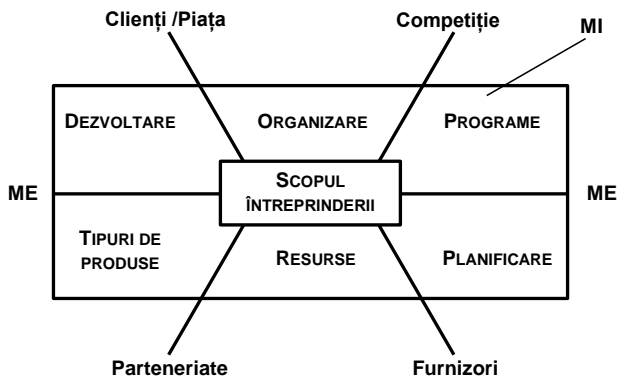 Clienți /Piața
Competiție
MI
DEZVOLTARE
ORGANIZARE
PROGRAME
ME
SCOPUL
ÎNTREPRINDERII
ME
TIPURI DE
PRODUSE
RESURSE
PLANIFICARE
Parteneriate
Furnizori